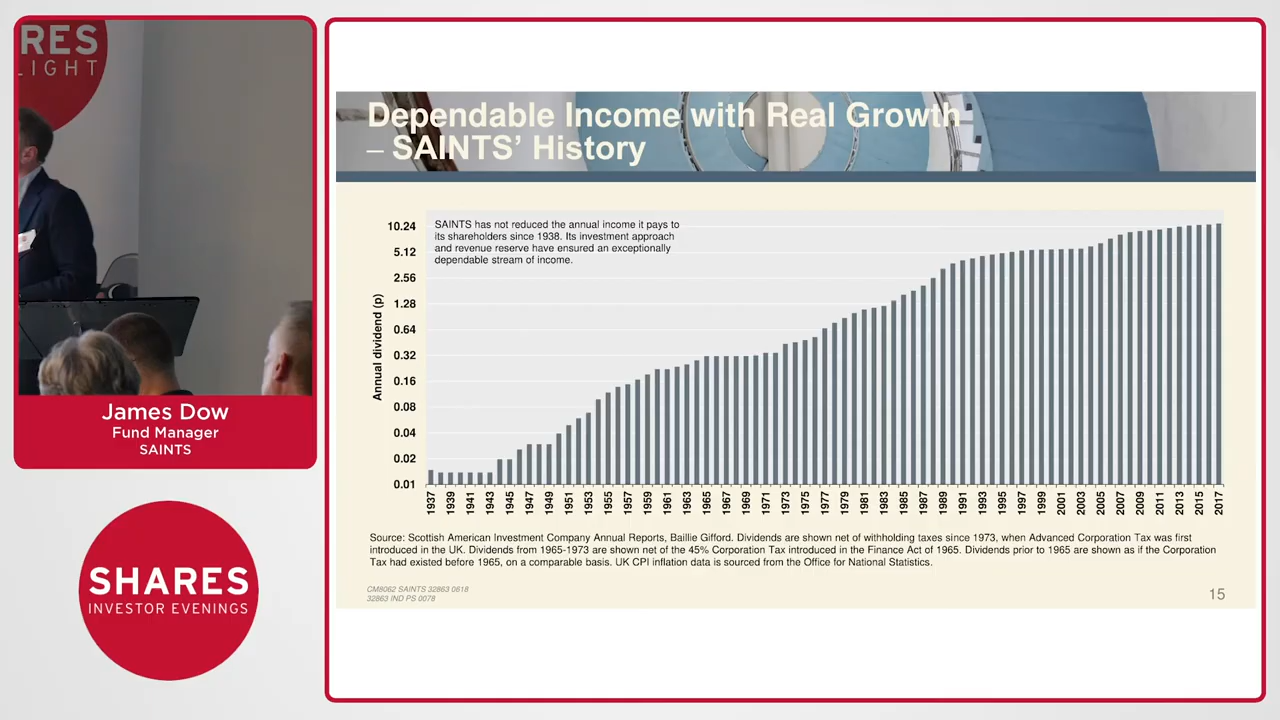 RES
LIGHT
James Dow
Fund Manager
SAINTS
SHARES
INVESTOR EVENINGS
Dependable Income with Real Growth
– SAINTS’ History
SAINTS has not reduced the annual income it pays to
its shareholders since 1938. Its investment approach
and revenue reserve have ensured an exceptionally
dependable stream of income.
Annual dividend (p)
10.24
5.12
2.56
1.28
0.64
0.32
0.16
0.08
0.04
0.02
0.01
1937
1939
1941
1943
1945
1947
1949
1951
1953
1955
1957
1959
1961
1963
1965
1967
1969
1971
1973
1975
1977
1979
1981
1983
1985
1987
1989
1991
1993
1995
1997
1999
2001
2003
2005
2007
2009
2011
2013
2015
2017
Source: Scottish American Investment Company Annual Reports, Baillie Gifford. Dividends are shown net of withholding taxes since 1973, when Advanced Corporation Tax was first
introduced in the UK. Dividends from 1965-1973 are shown net of the 45% Corporation Tax introduced in the Finance Act of 1965. Dividends prior to 1965 are shown as if the Corporation
Tax had existed before 1965, on a comparable basis. UK CPI inflation data is sourced from the Office for National Statistics.
CM8062 SAINTS 32863 0618
32863 IND PS 0078
15